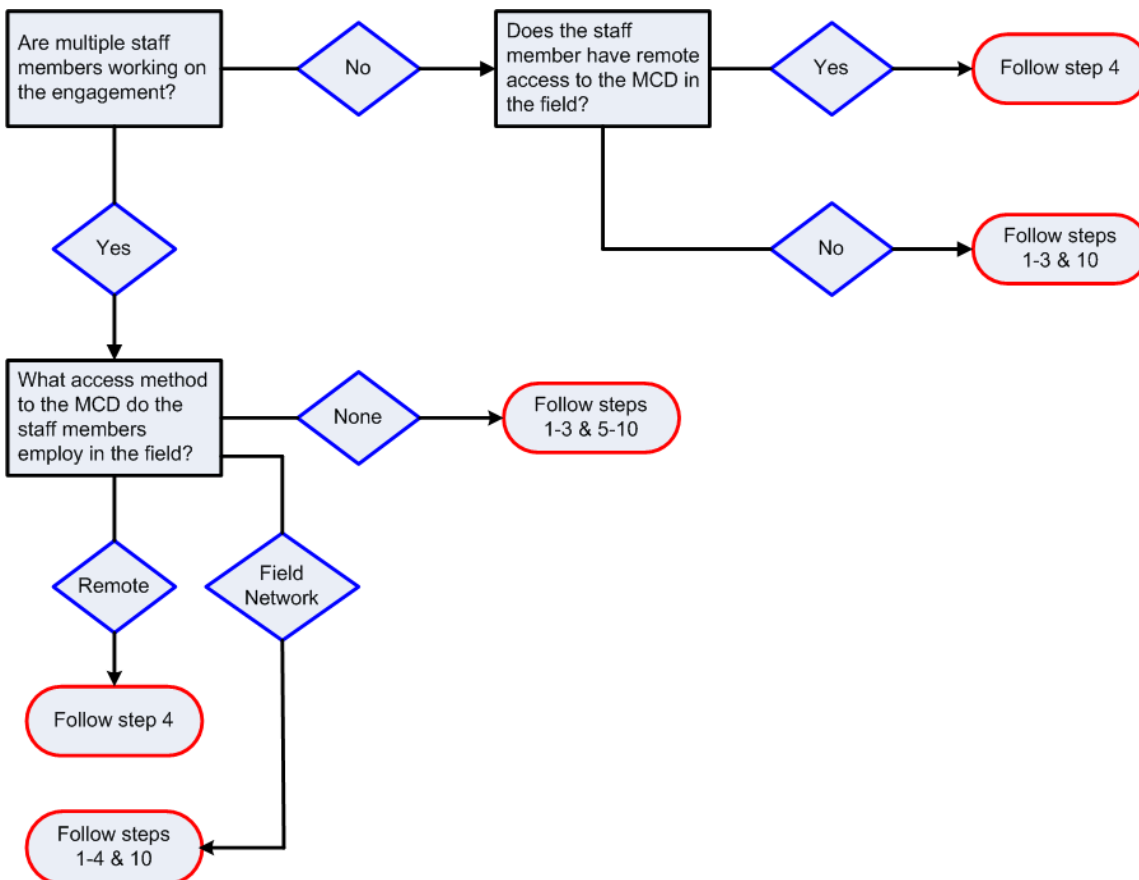 Are multiple staff
members working on
the engagement?
No
Does the staff
member have remote
access to the MCD in
the field?
Yes
Follow step 4
Yes
No
Follow steps
1-3 & 10
What access method
to the MCD do the
staff members
employ in the field?
None
Follow steps
1-3 & 5-10
Remote
Field
Network
Follow step 4
Follow steps
1-4 & 10